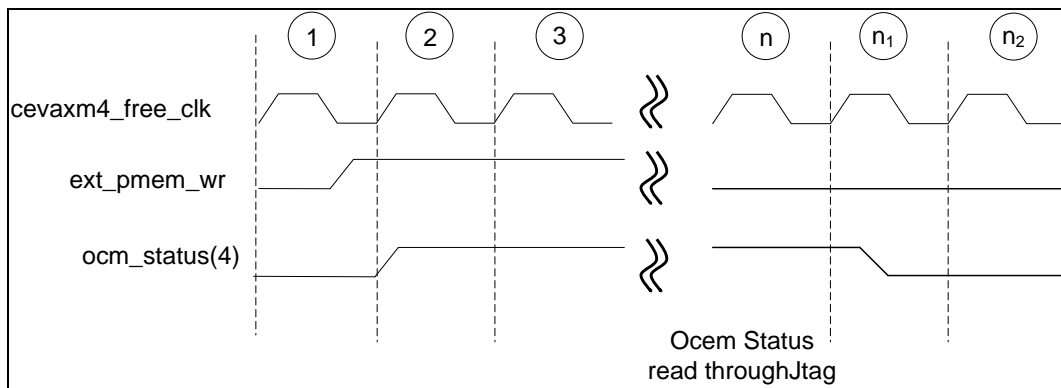 1 2 3 n n₁ n₂
cevaxm4_free_clk
ext_pmem_wr
ocm_status(4)
Ocem Status
read throughJtag